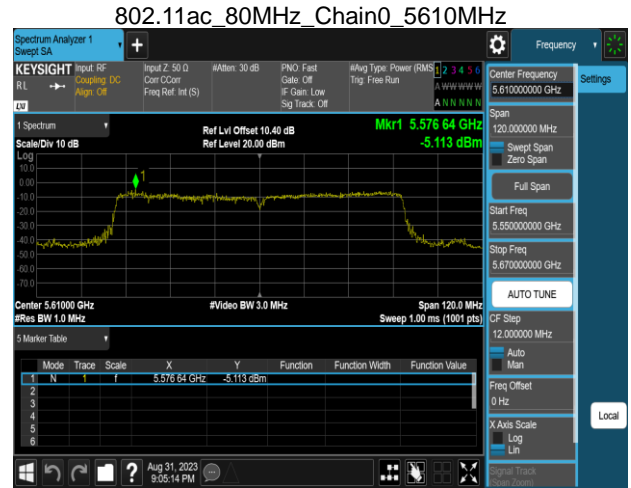 802.11ac_80MHz_Chain0_5610MHz
Spectrum Analyzer 1
Swept SA
+
Frequency
KEYSIGHT
RL
LXI
Input: RF
Coupling: DC
Align: Off
Input Z: 50 Ω
Corr CCorr
Freq Ref: Int (S)
#Atten: 30 dB
PNO: Fast
Gate: Off
IF Gain: Low
Sig Track: Off
#Avg Type: Power (RMS)
Trig: Free Run
1 2 3 4 5 6
A W W W W W
A N N N N N
1 Spectrum
Scale/Div 10 dB
Ref Lvl Offset 10.40 dB
Ref Level 20.00 dBm
Mkr1 5.576 64 GHz
-5.113 dBm
Log
10.0
0.00
-10.0
-20.0
-30.0
-40.0
-50.0
-60.0
-70.0
1
Center 5.61000 GHz
#Res BW 1.0 MHz
#Video BW 3.0 MHz
Span 120.0 MHz
Sweep 1.00 ms (1001 pts)
5 Marker Table
Mode Trace Scale X Y Function Function Width Function Value
1 N 1 f 5.576 64 GHz -5.113 dBm
2
3
4
5
6
Aug 31, 2023
9:05:14 PM
?
Center Frequency
5.610000000 GHz
Settings
Span
120.000000 MHz
Swept Span
Zero Span
Full Span
Start Freq
5.550000000 GHz
Stop Freq
5.670000000 GHz
AUTO TUNE
CF Step
12.000000 MHz
Auto
Man
Freq Offset
0 Hz
X Axis Scale
Log
Lin
Local
Signal Track
(Span Zoom)